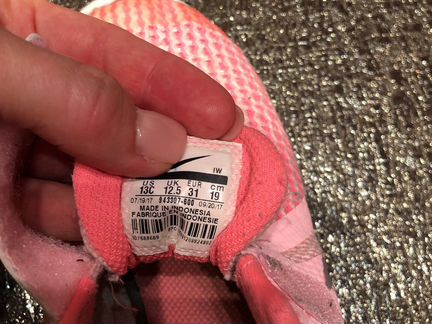 IW
US UK EUR cm
13C 12.5 31 19
07/19/17 943307-600 09/20/17
MADE IN INDONESIA
FABRIQUE EN INDONESIE